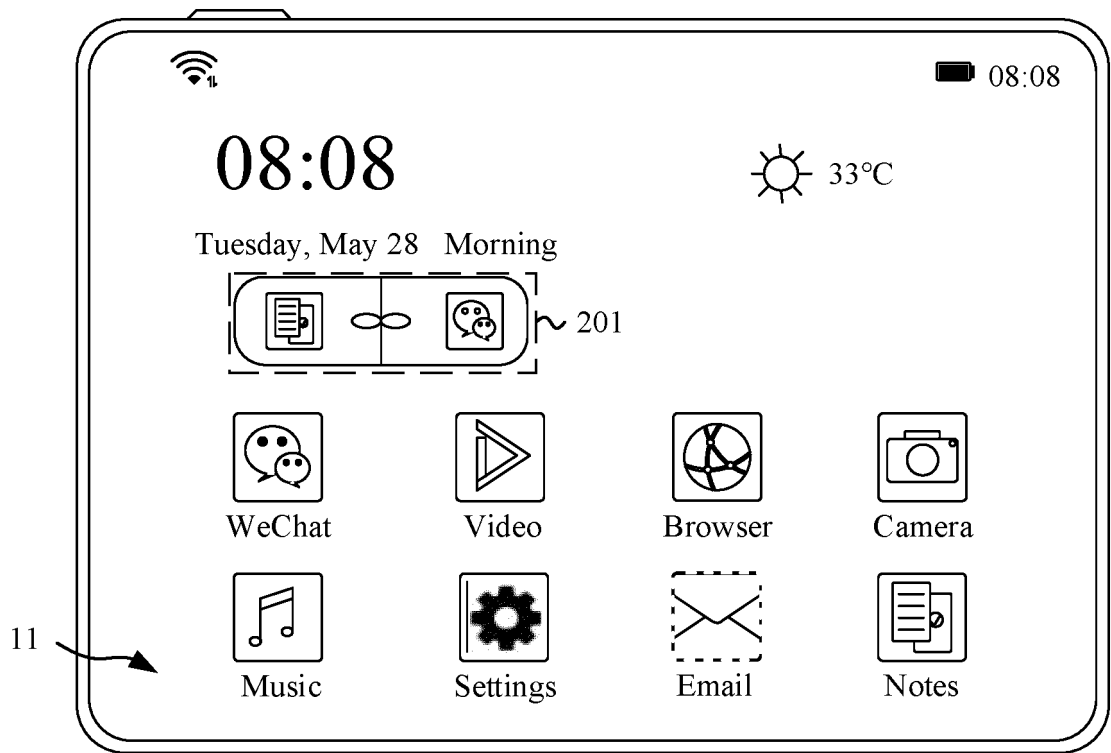 08:08
08:08
33°C
Tuesday, May 28 Morning
201
WeChat Video Browser Camera
11
Music Settings Email Notes